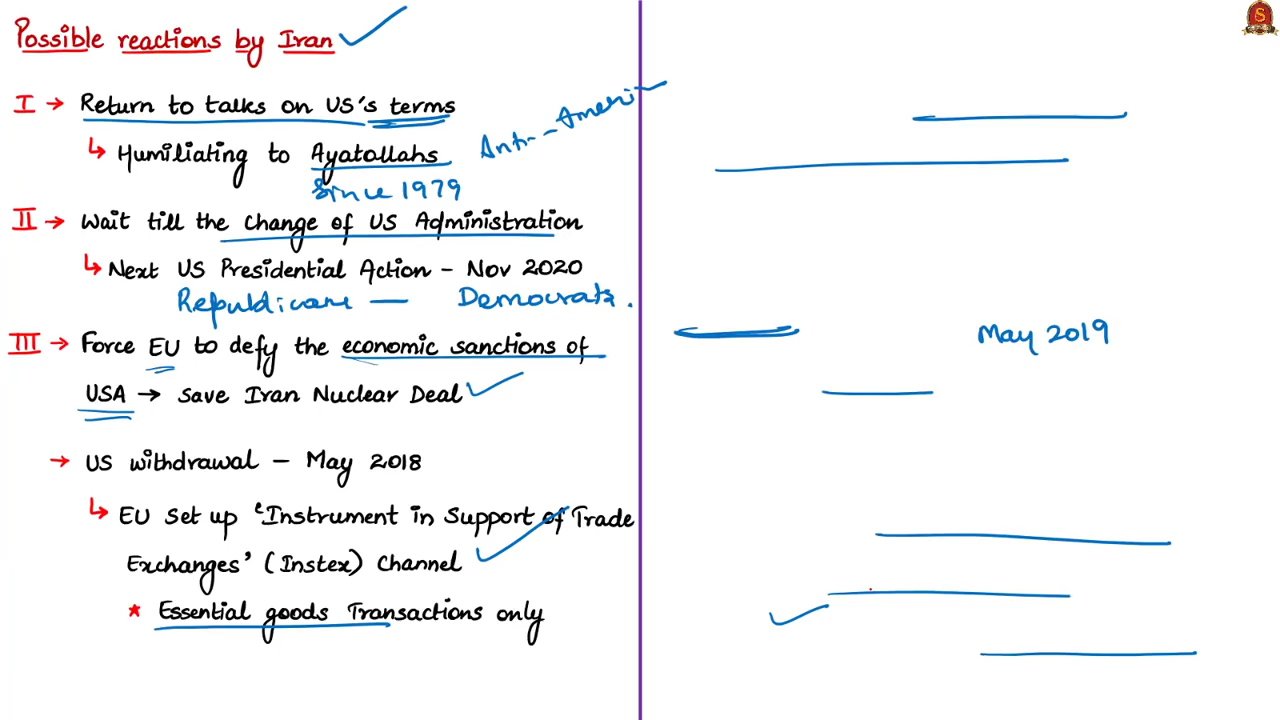 Possible reactions by Iran
I → Return to talks on US's terms
↳ Humiliating to Ayatollahs
Anti-Ameri
Since 1979
II → Wait till the change of US Administration
↳ Next US Presidential Action - Nov 2020
Republicans — Democrats.
III → Force EU to defy the economic sanctions of
USA → save Iran Nuclear Deal
→ US withdrawal - May 2018
↳ EU set up 'Instrument in Support of Trade
Exchanges' (Instex) Channel
* Essential goods Transactions only
May 2019
S